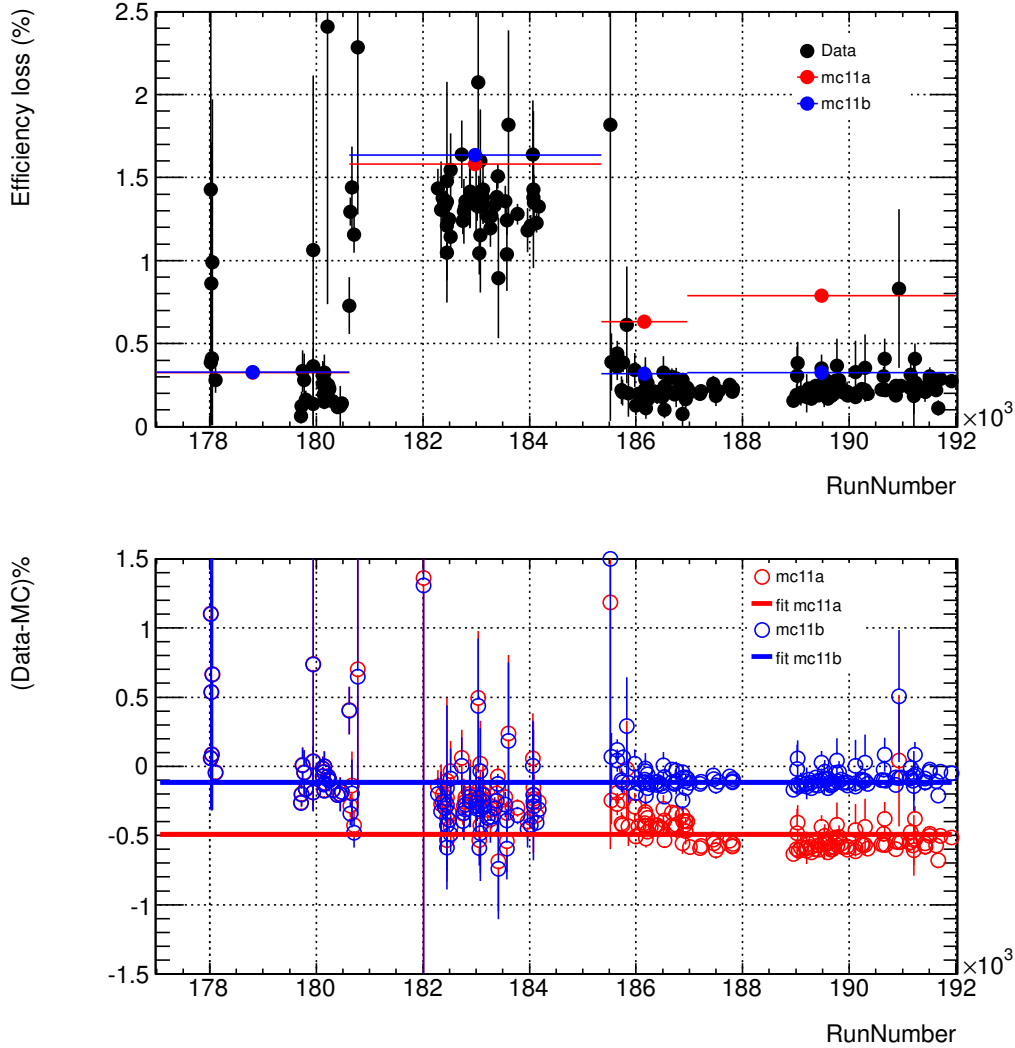 Efficiency loss (%)
2.5
2
1.5
1
0.5
0
Data
mc11a
mc11b
178 180 182 184 186 188 190 192
×10³
RunNumber
(Data-MC)%
1.5
1
0.5
0
-0.5
-1
-1.5
mc11a
fit mc11a
mc11b
fit mc11b
178 180 182 184 186 188 190 192
×10³
RunNumber